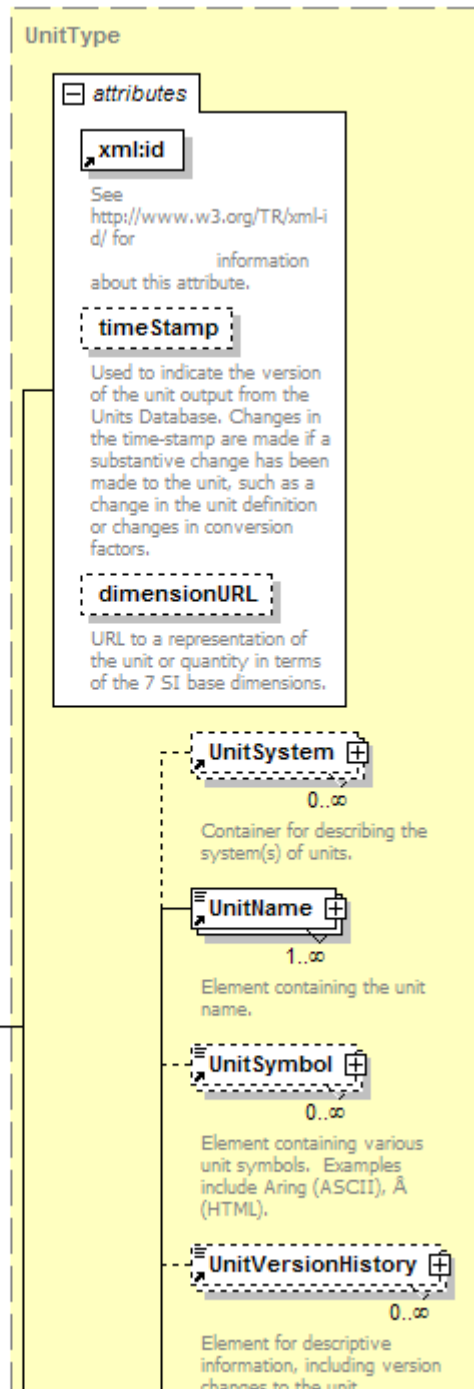 UnitType
attributes
xml:id
See
http://www.w3.org/TR/xml-i
d/ for
information
about this attribute.
timeStamp
Used to indicate the version
of the unit output from the
Units Database. Changes in
the time-stamp are made if a
substantive change has been
made to the unit, such as a
change in the unit definition
or changes in conversion
factors.
dimensionURL
URL to a representation of
the unit or quantity in terms
of the 7 SI base dimensions.
UnitSystem
0..∞
Container for describing the
system(s) of units.
UnitName
1..∞
Element containing the unit
name.
UnitSymbol
0..∞
Element containing various
unit symbols.  Examples
include Aring (ASCII), Å
(HTML).
UnitVersionHistory
0..∞
Element for descriptive
information, including version
changes to the unit